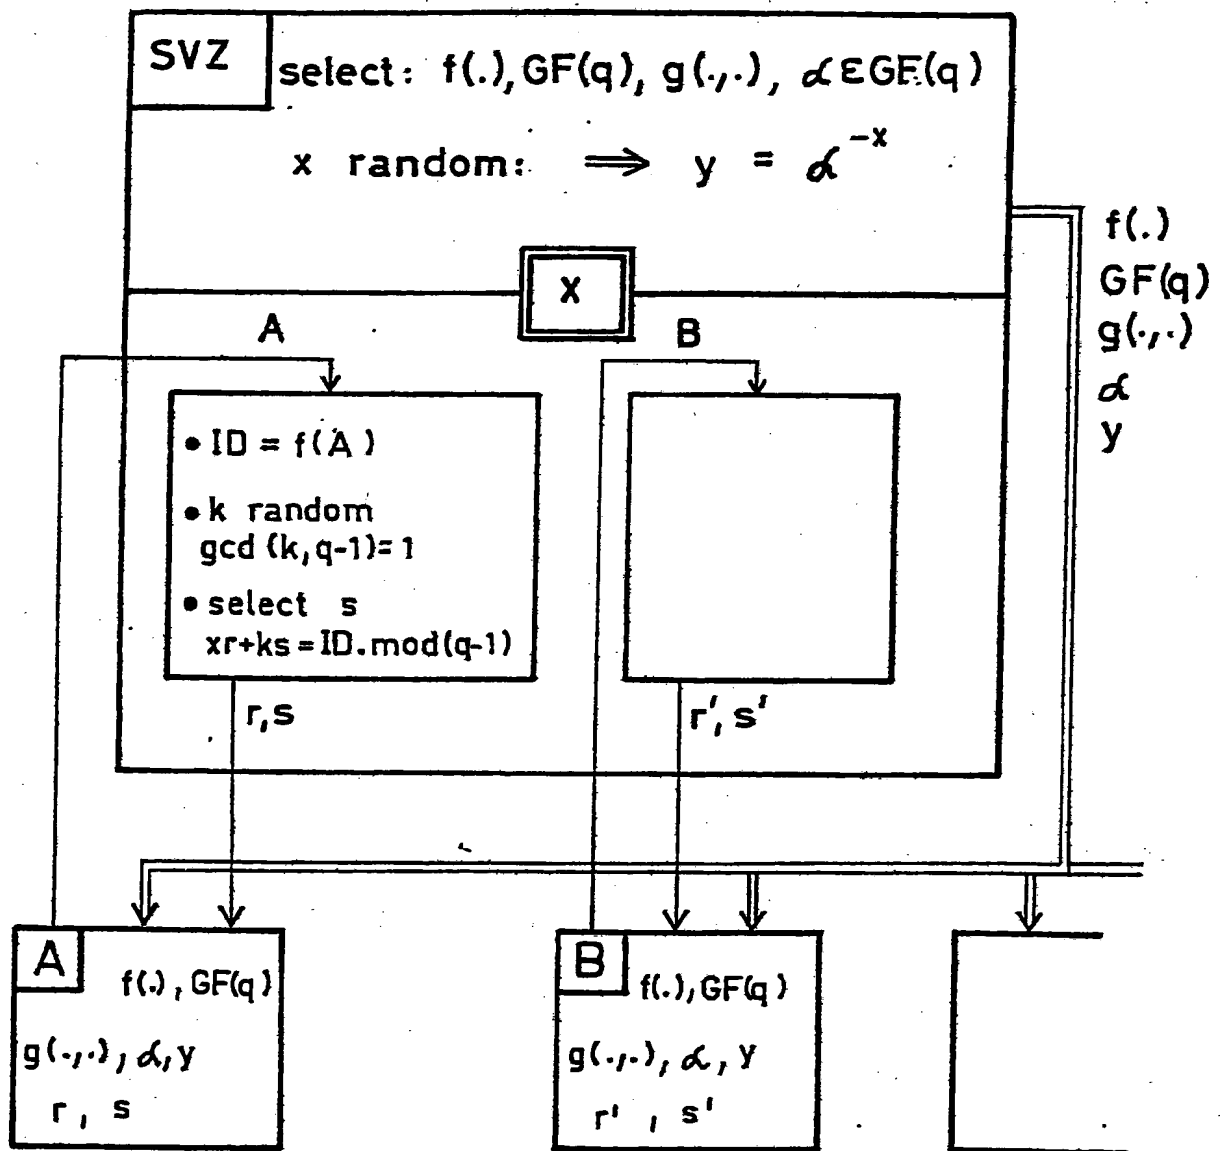 SVZ
select: f(.), GF(q), g(.,.), α ε GF(q)
x random: ⟹ y = α^-x
f(.)
GF(q)
g(.,.)
α
y
x
A
B
• ID = f(A)
• k random
gcd (k, q-1) = 1
• select s
xr+ks = ID.mod(q-1)
r, s
r', s'
A
f(.), GF(q)
g(.,.), α, y
r, s
B
f(.), GF(q)
g(.,.), α, y
r', s'